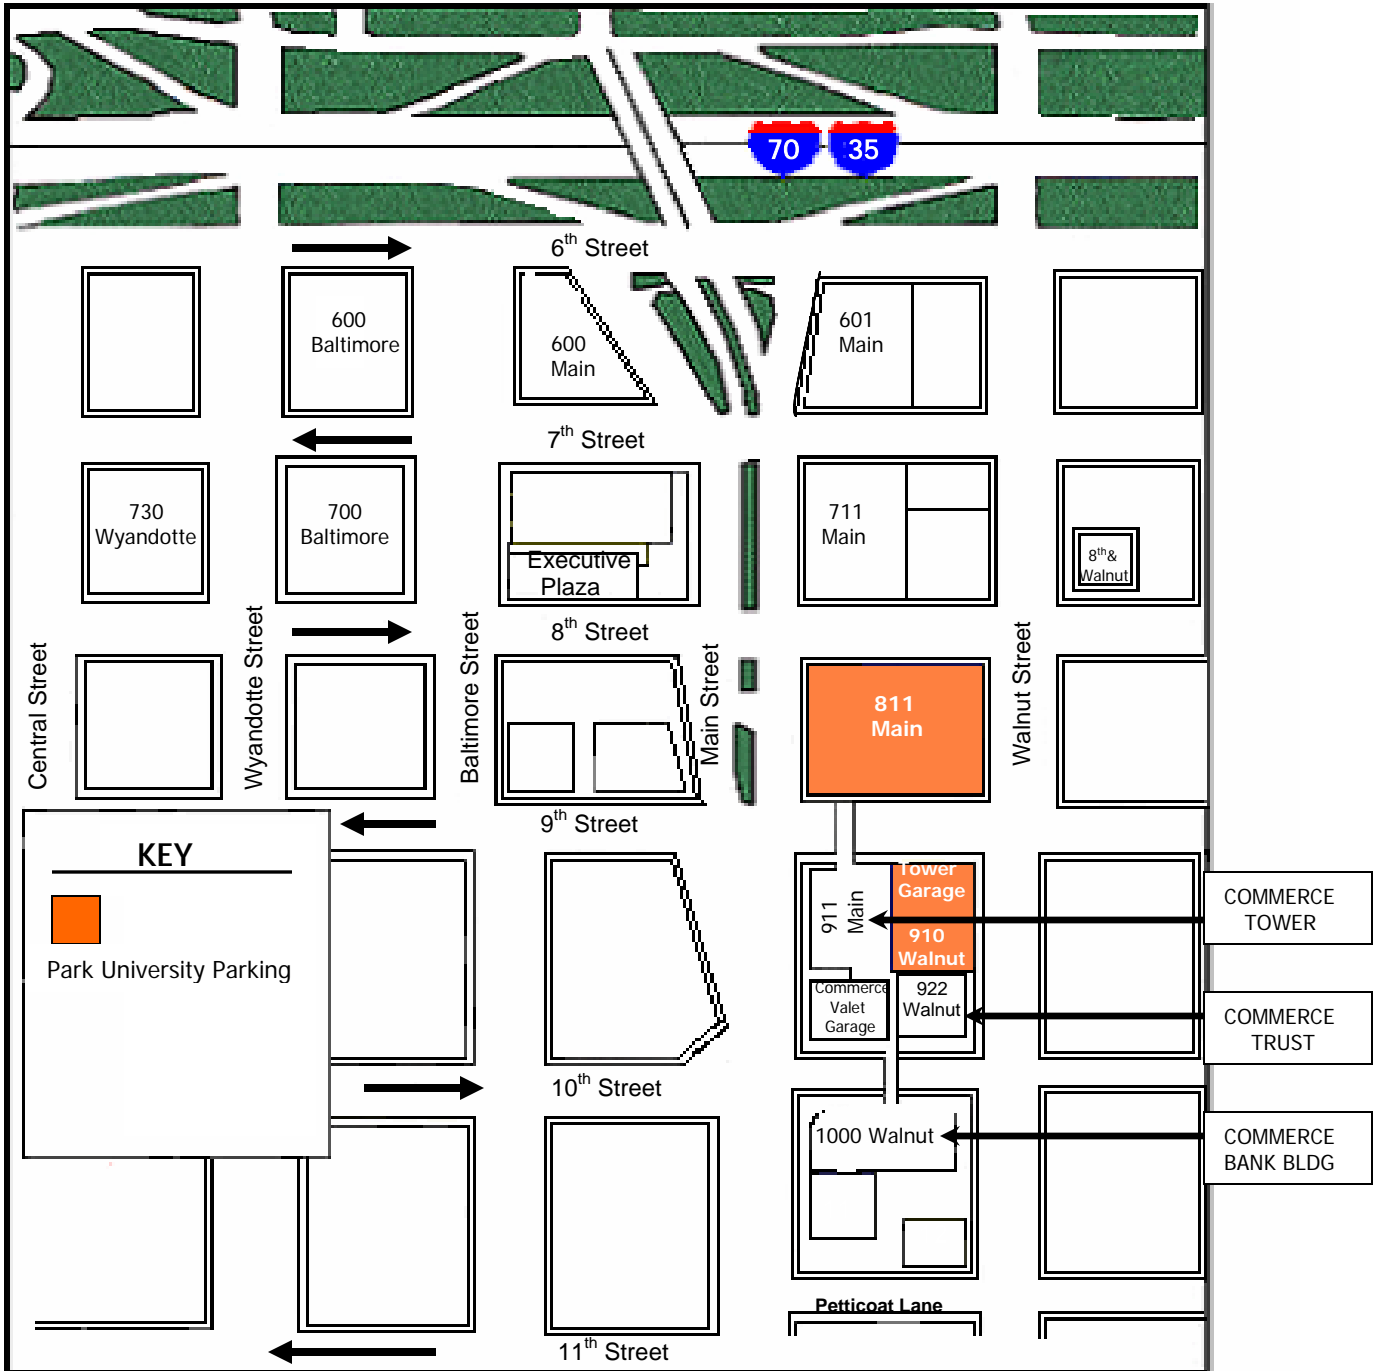 70 35
6th Street
600
Baltimore
600
Main
601
Main
7th Street
730
Wyandotte
700
Baltimore
Executive
Plaza
711
Main
8th&
Walnut
8th Street
Central Street
Wyandotte Street
Baltimore Street
Main Street
Walnut Street
811
Main
9th Street
KEY
Park University Parking
911
Main
Tower
Garage
910
Walnut
Commerce
Valet
Garage
922
Walnut
COMMERCE
TOWER
COMMERCE
TRUST
10th Street
1000 Walnut
COMMERCE
BANK BLDG
Petticoat Lane
11th Street